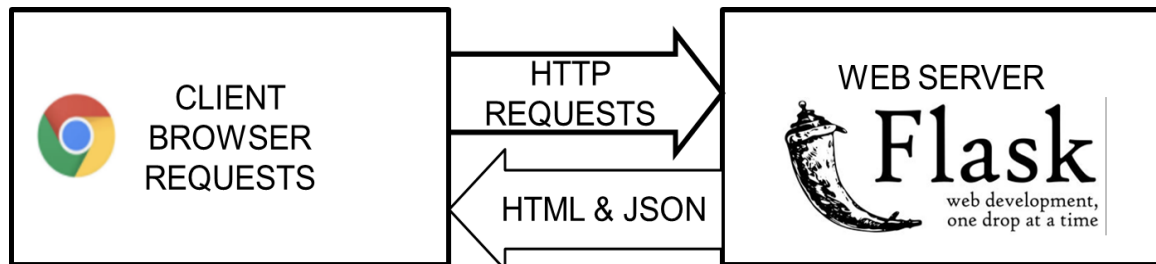 CLIENT
BROWSER
REQUESTS
HTTP
REQUESTS
HTML & JSON
WEB SERVER
Flask
web development,
one drop at a time